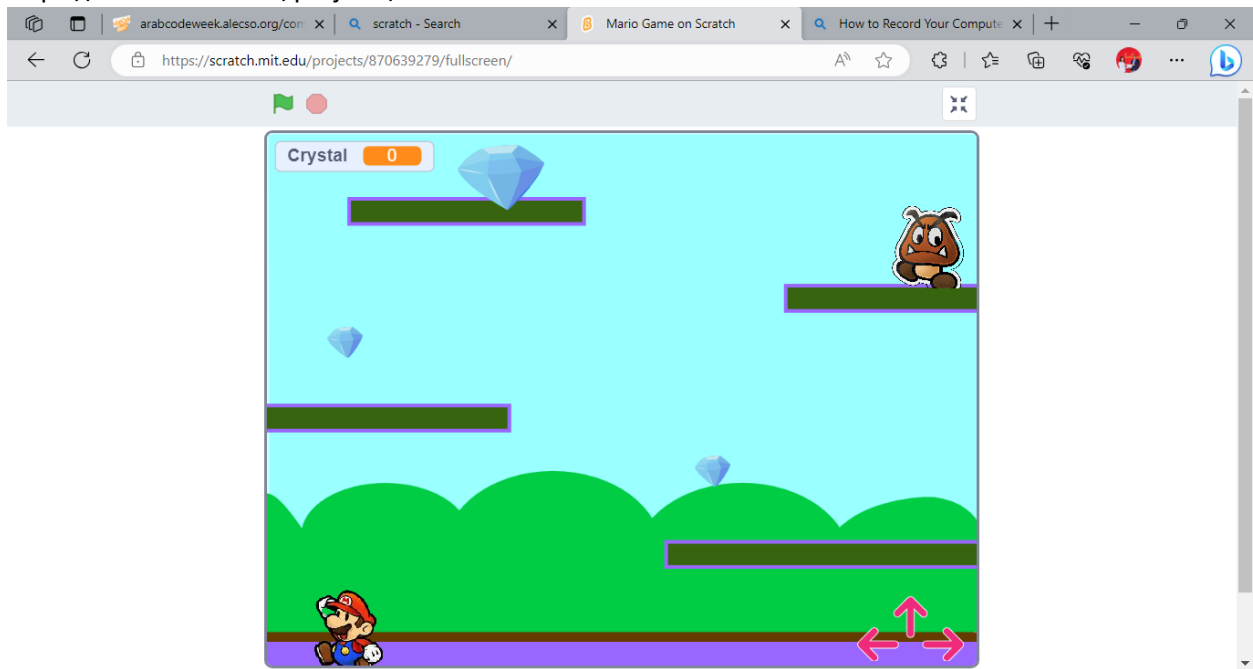 arabcodeweek.alecso.org/com
scratch - Search
Mario Game on Scratch
How to Record Your Compute
https://scratch.mit.edu/projects/870639279/fullscreen/
Crystal 0